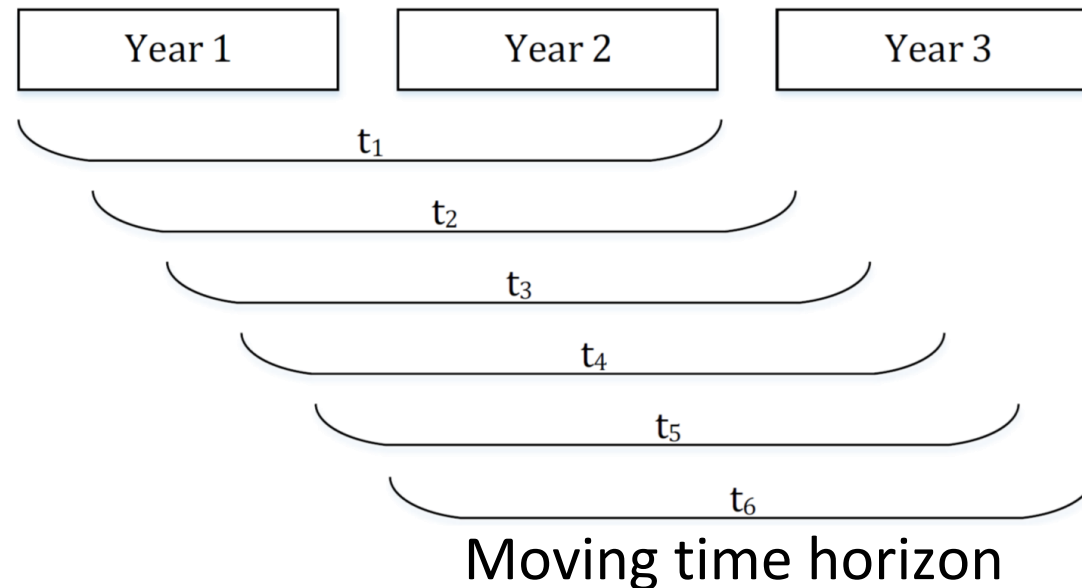 Year 1 Year 2 Year 3
t₁
t₂
t₃
t₄
t₅
t₆
Moving time horizon